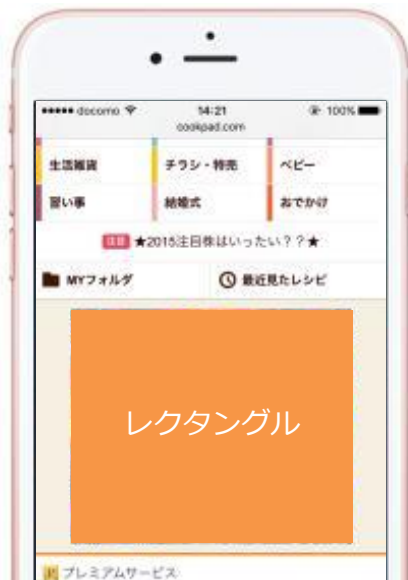 docomo 14:21 100%
cookpad.com
生活雑貨 チラシ・特売 ベビー
習い事 結婚式 おでかけ
注目 ★2015注目株はいったい？？★
MYフォルダ 最近見たレシピ
レクタングル
プレミアムサービス